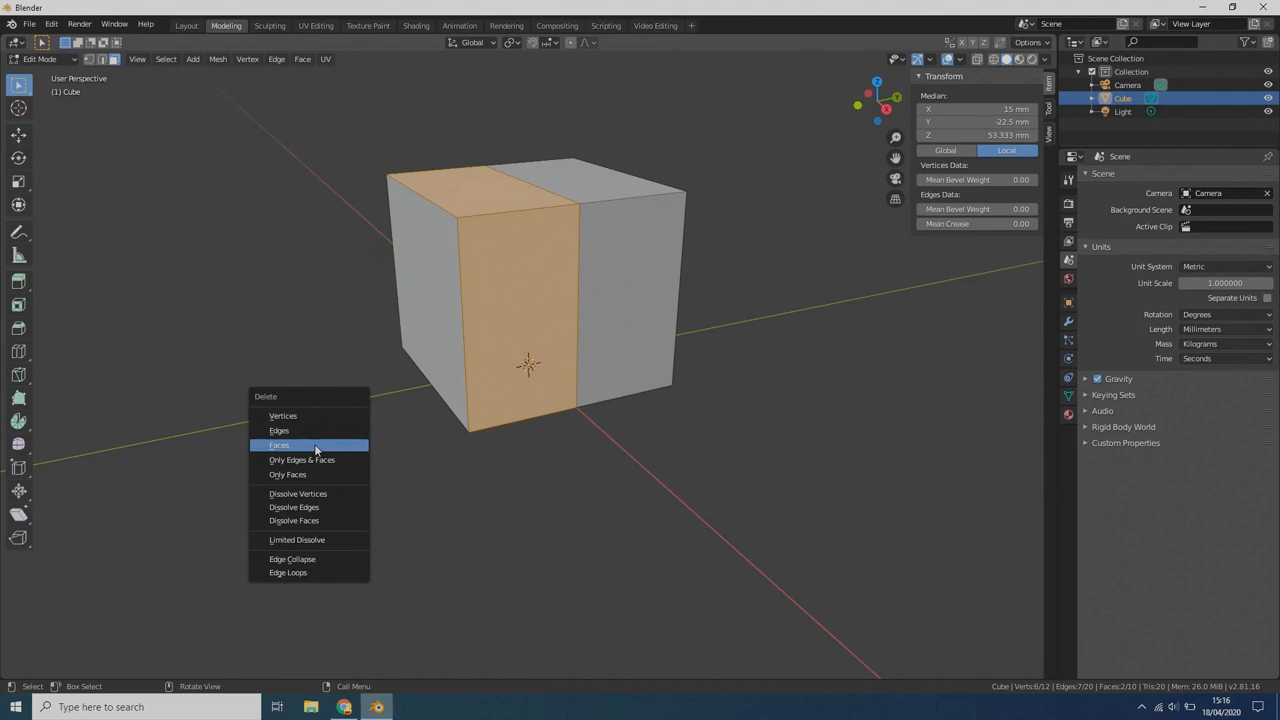 Blender
File Edit Render Window Help Layout Modeling Sculpting UV Editing Texture Paint Shading Animation Rendering Compositing Scripting Video Editing + Scene View Layer
Global X Y Z Options
Edit Mode View Select Add Mesh Vertex Edge Face UV
User Perspective
(1) Cube
Z
Y
X
Transform
Median:
X 15 mm
Y -22.5 mm
Z 53.333 mm
Global Local
Vertices Data:
Mean Bevel Weight 0.00
Edges Data:
Mean Bevel Weight 0.00
Mean Crease 0.00
Item
Tool
View
Scene Collection
Collection
Camera
Cube
Light
Scene
Scene
Camera Camera
Background Scene
Active Clip
Units
Unit System Metric
Unit Scale 1.000000
Separate Units
Rotation Degrees
Length Millimeters
Mass Kilograms
Time Seconds
Gravity
Keying Sets
Audio
Rigid Body World
Custom Properties
Delete
Vertices
Edges
Faces
Only Edges & Faces
Only Faces
Dissolve Vertices
Dissolve Edges
Dissolve Faces
Limited Dissolve
Edge Collapse
Edge Loops
Select Box Select Rotate View Call Menu Cube | Verts:6/12 | Edges:7/20 | Faces:2/10 | Tris:20 | Mem: 26.0 MiB | v2.81.16
Type here to search
15:16
18/04/2020